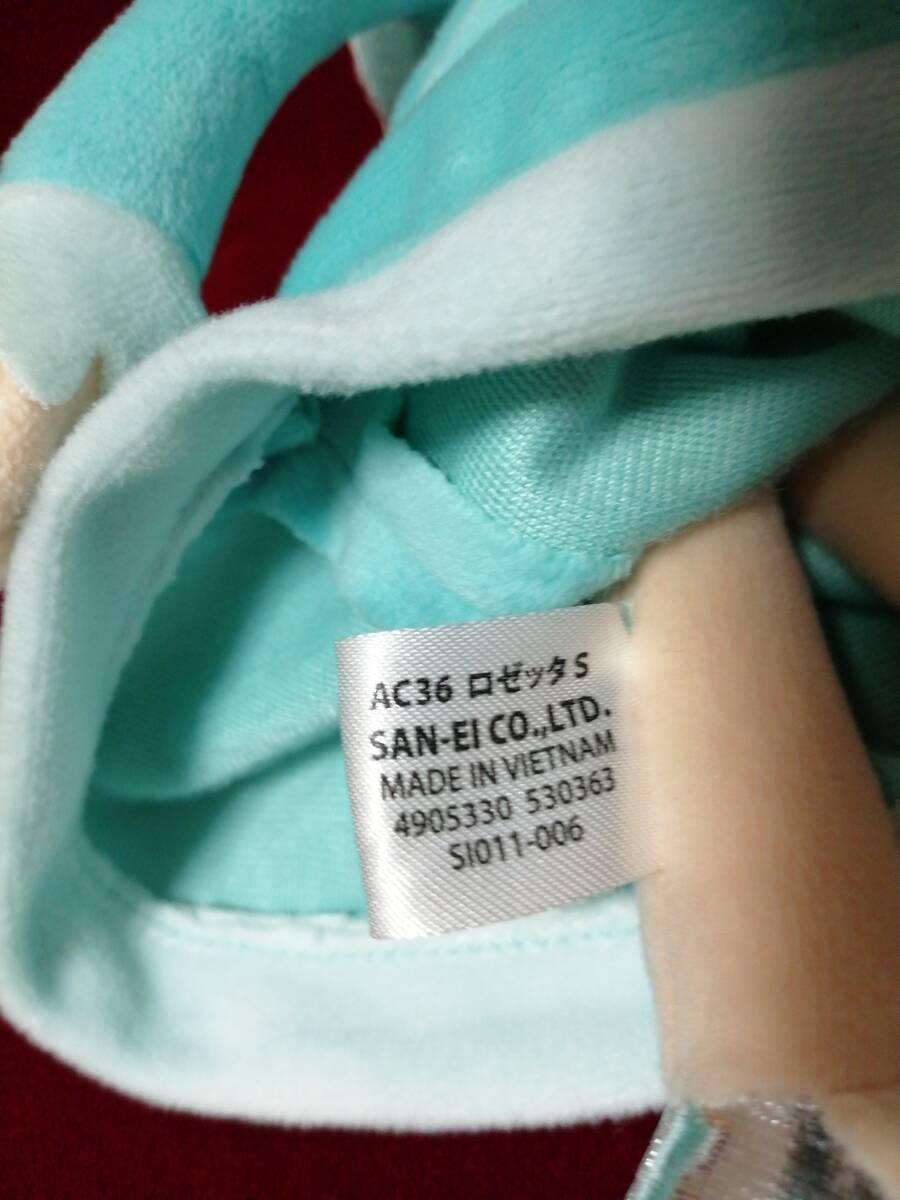 AC36 ロゼッタ S
SAN-EI CO.,LTD.
MADE IN VIETNAM
4905330 530363
SI011-006